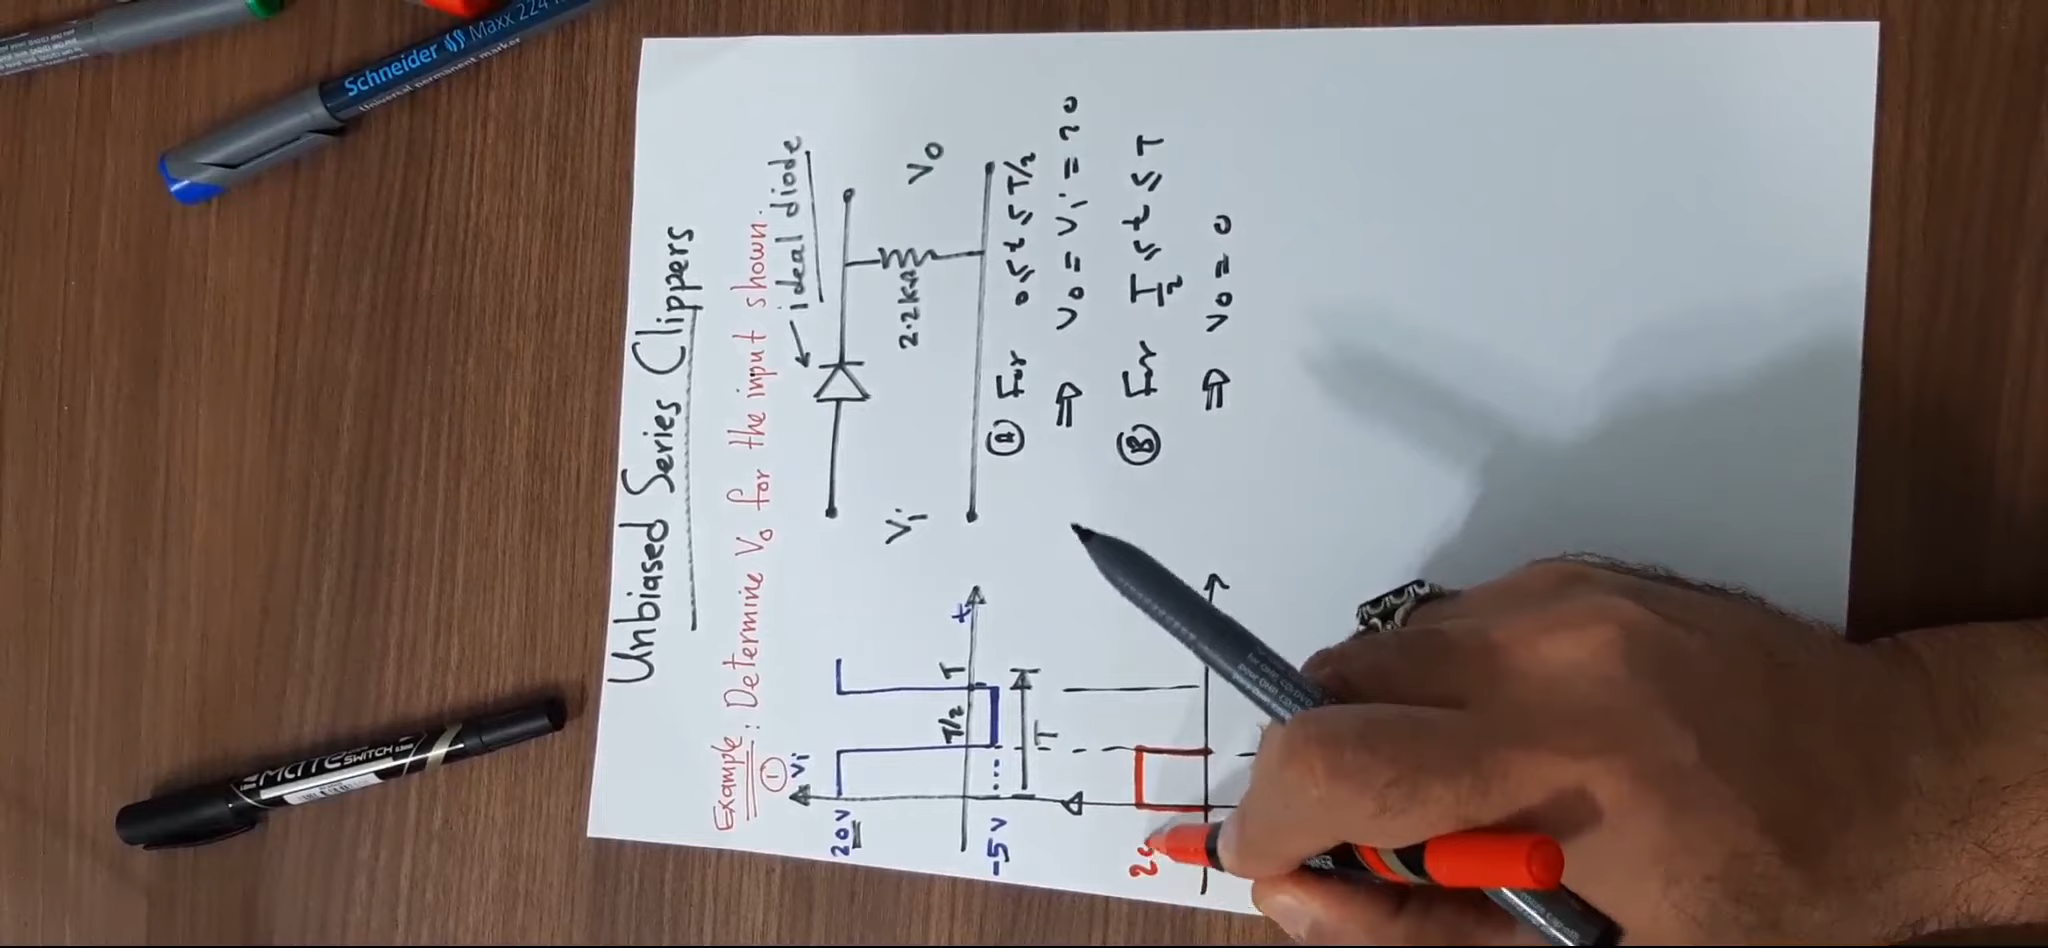 Unbiased Series Clippers
Example: Determine Vo for the input shown.
①
ideal diode
Vi
20V
-5V
T/2
T
t
T
Vi
2.2KΩ
Vo
Ⓐ For 0≤t≤T/2
⇒ Vo = Vi = 20
Ⓑ For T/2 ≤t≤T
⇒ Vo = 0
Schneider Maxx 224
Universal permanent marker
MATE
SWITCH